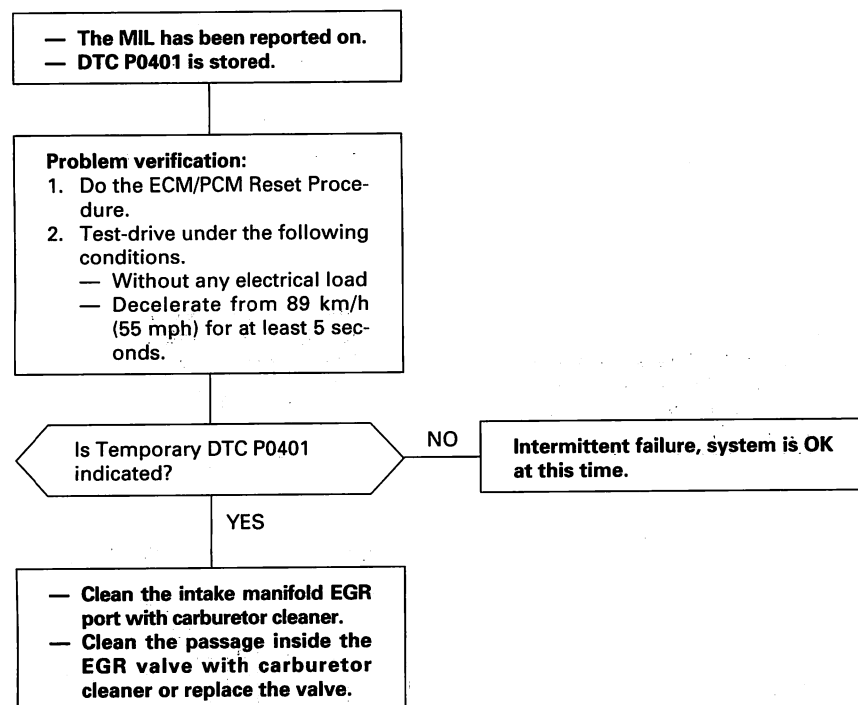 — The MIL has been reported on.
— DTC P0401 is stored.
Problem verification:
1. Do the ECM/PCM Reset Proce-
dure.
2. Test-drive under the following
conditions.
— Without any electrical load
— Decelerate from 89 km/h
(55 mph) for at least 5 sec-
onds.
Is Temporary DTC P0401
indicated?
NO
Intermittent failure, system is OK
at this time.
YES
— Clean the intake manifold EGR
port with carburetor cleaner.
— Clean the passage inside the
EGR valve with carburetor
cleaner or replace the valve.